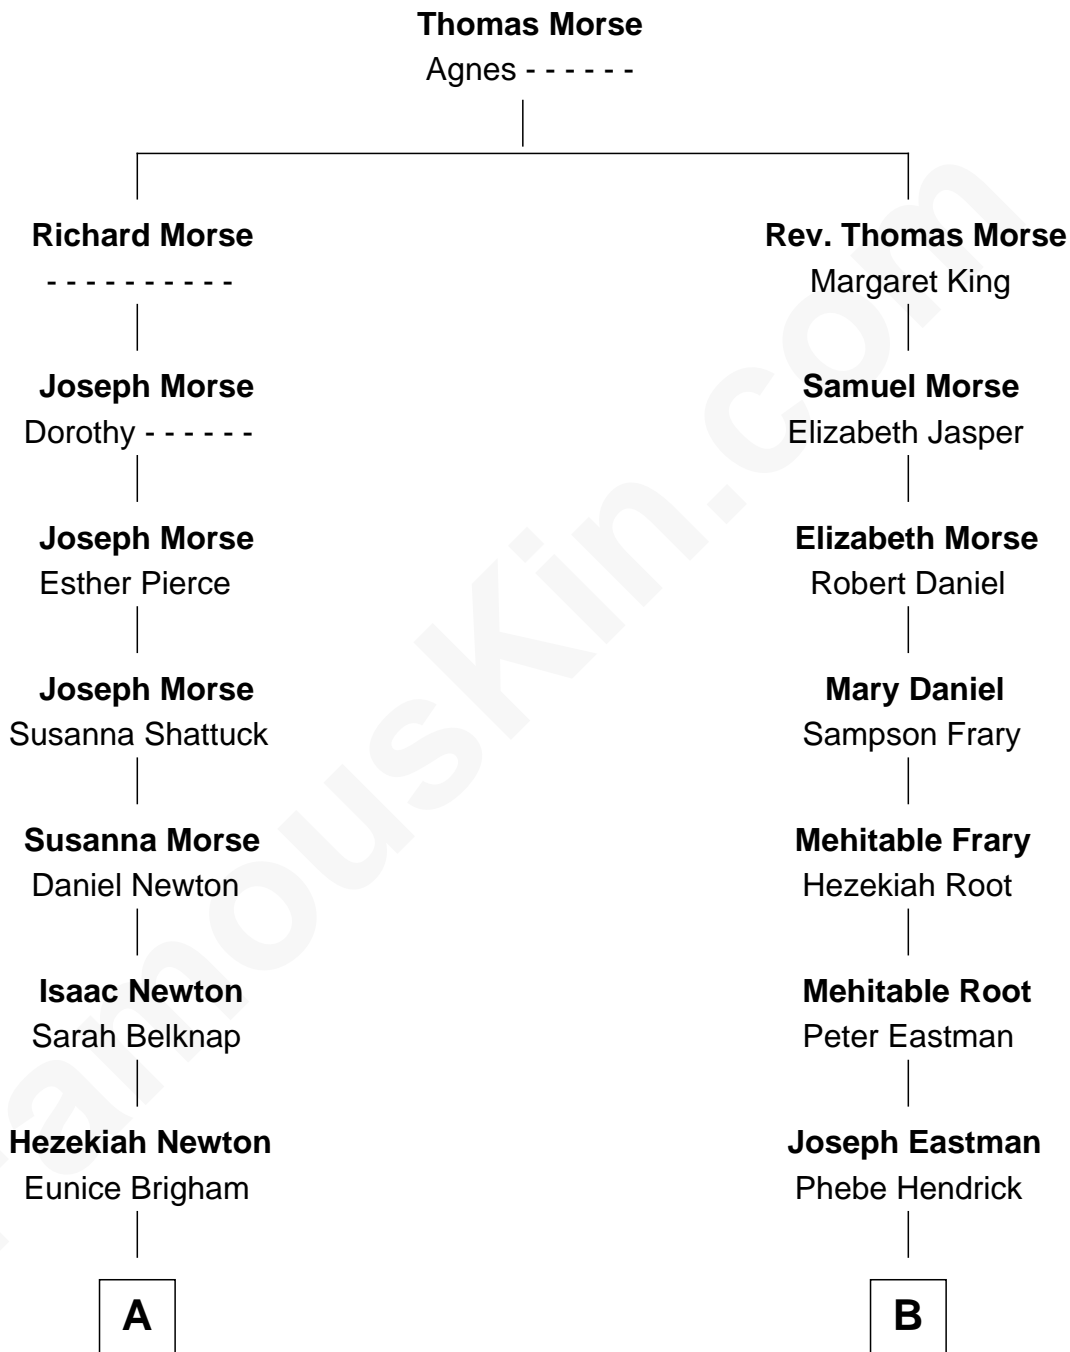 Thomas Morse
Agnes - - - - - -
Richard Morse
- - - - - - - - - -
Rev. Thomas Morse
Margaret King
Joseph Morse
Dorothy - - - - - -
Samuel Morse
Elizabeth Jasper
Joseph Morse
Esther Pierce
Elizabeth Morse
Robert Daniel
Joseph Morse
Susanna Shattuck
Mary Daniel
Sampson Frary
Susanna Morse
Daniel Newton
Mehitable Frary
Hezekiah Root
Isaac Newton
Sarah Belknap
Mehitable Root
Peter Eastman
Hezekiah Newton
Eunice Brigham
Joseph Eastman
Phebe Hendrick
A
B
FamousKin.com